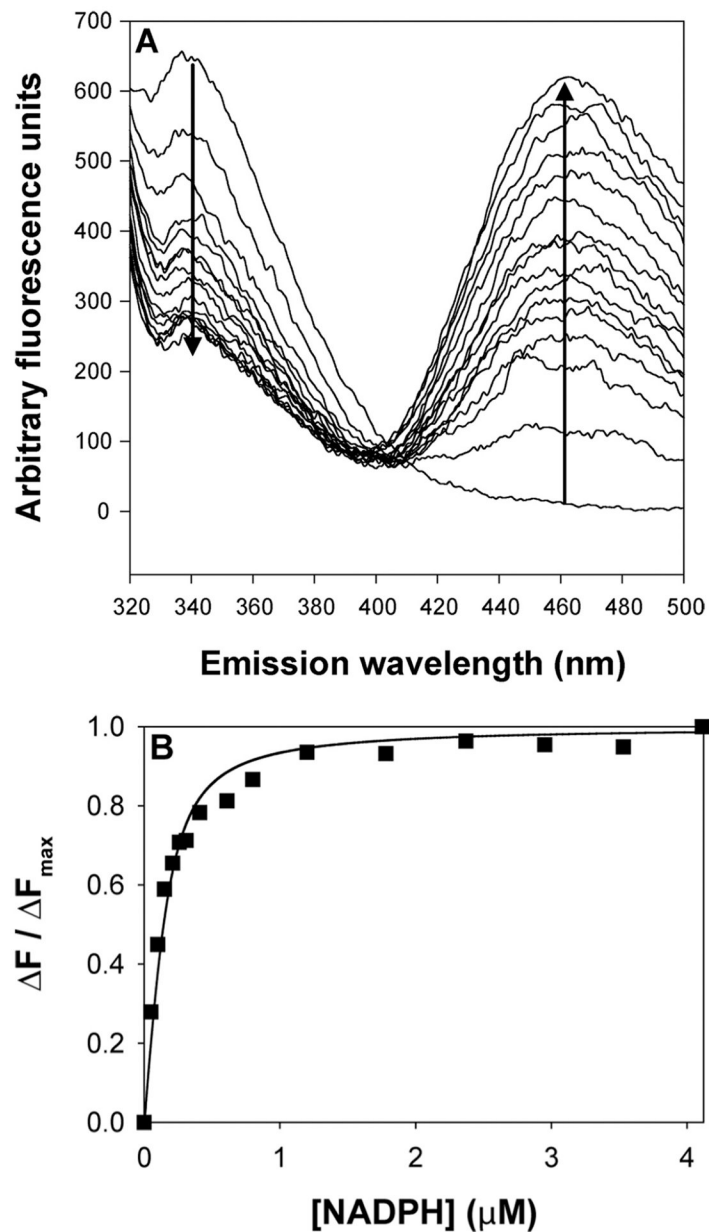 A
700
600
500
400
300
200
100
0
Arbitrary fluorescence units
320 340 360 380 400 420 440 460 480 500
Emission wavelength (nm)
B
1.0
0.8
0.6
0.4
0.2
0.0
ΔF / ΔFmax
0 1 2 3 4
[NADPH] (μM)